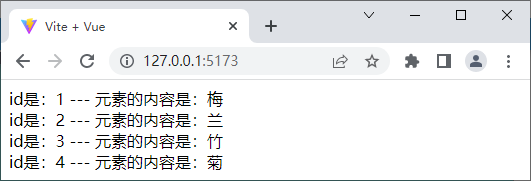 Vite + Vue
127.0.0.1:5173
id是：1 --- 元素的内容是：梅
id是：2 --- 元素的内容是：兰
id是：3 --- 元素的内容是：竹
id是：4 --- 元素的内容是：菊